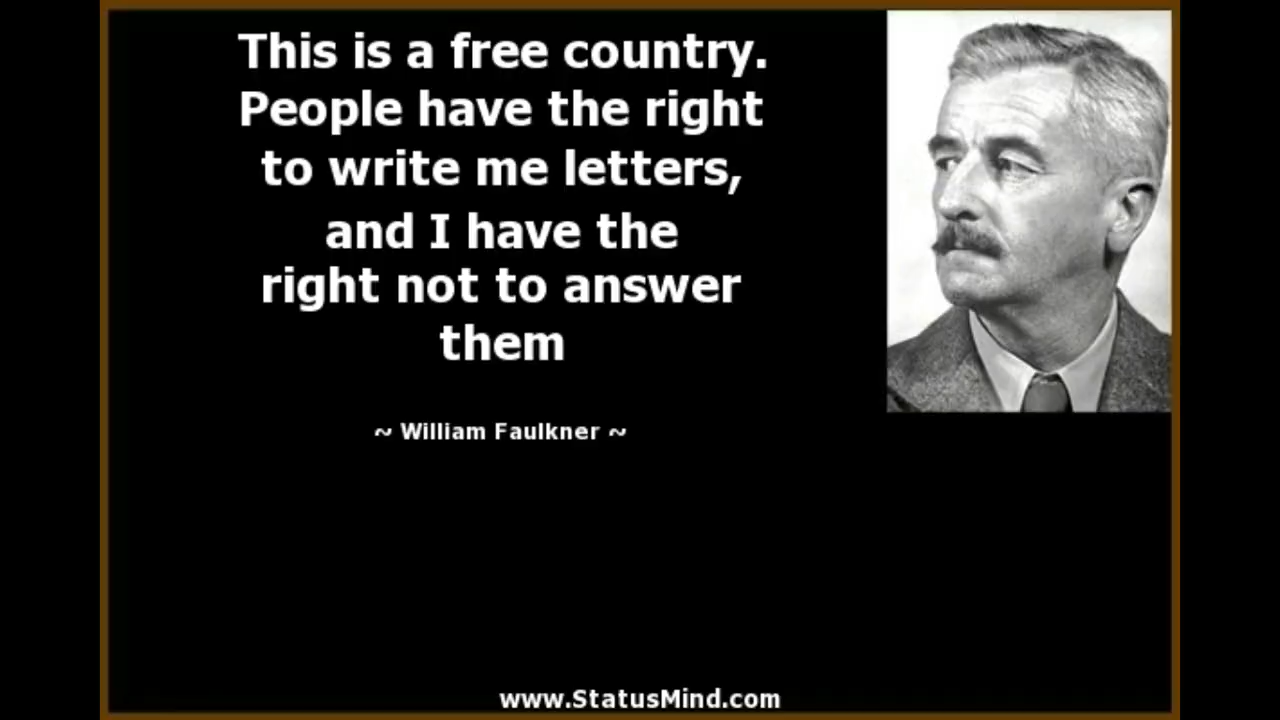 This is a free country.
People have the right
to write me letters,
and I have the
right not to answer
them
~ William Faulkner ~
www.StatusMind.com